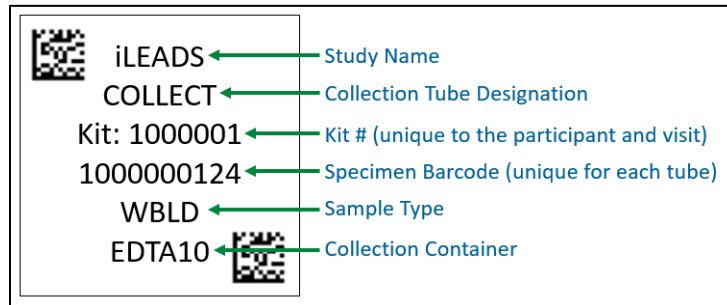 iLEADS Study Name
COLLECT Collection Tube Designation
Kit: 1000001 Kit # (unique to the participant and visit)
1000000124 Specimen Barcode (unique for each tube)
WBLD Sample Type
EDTA10 Collection Container